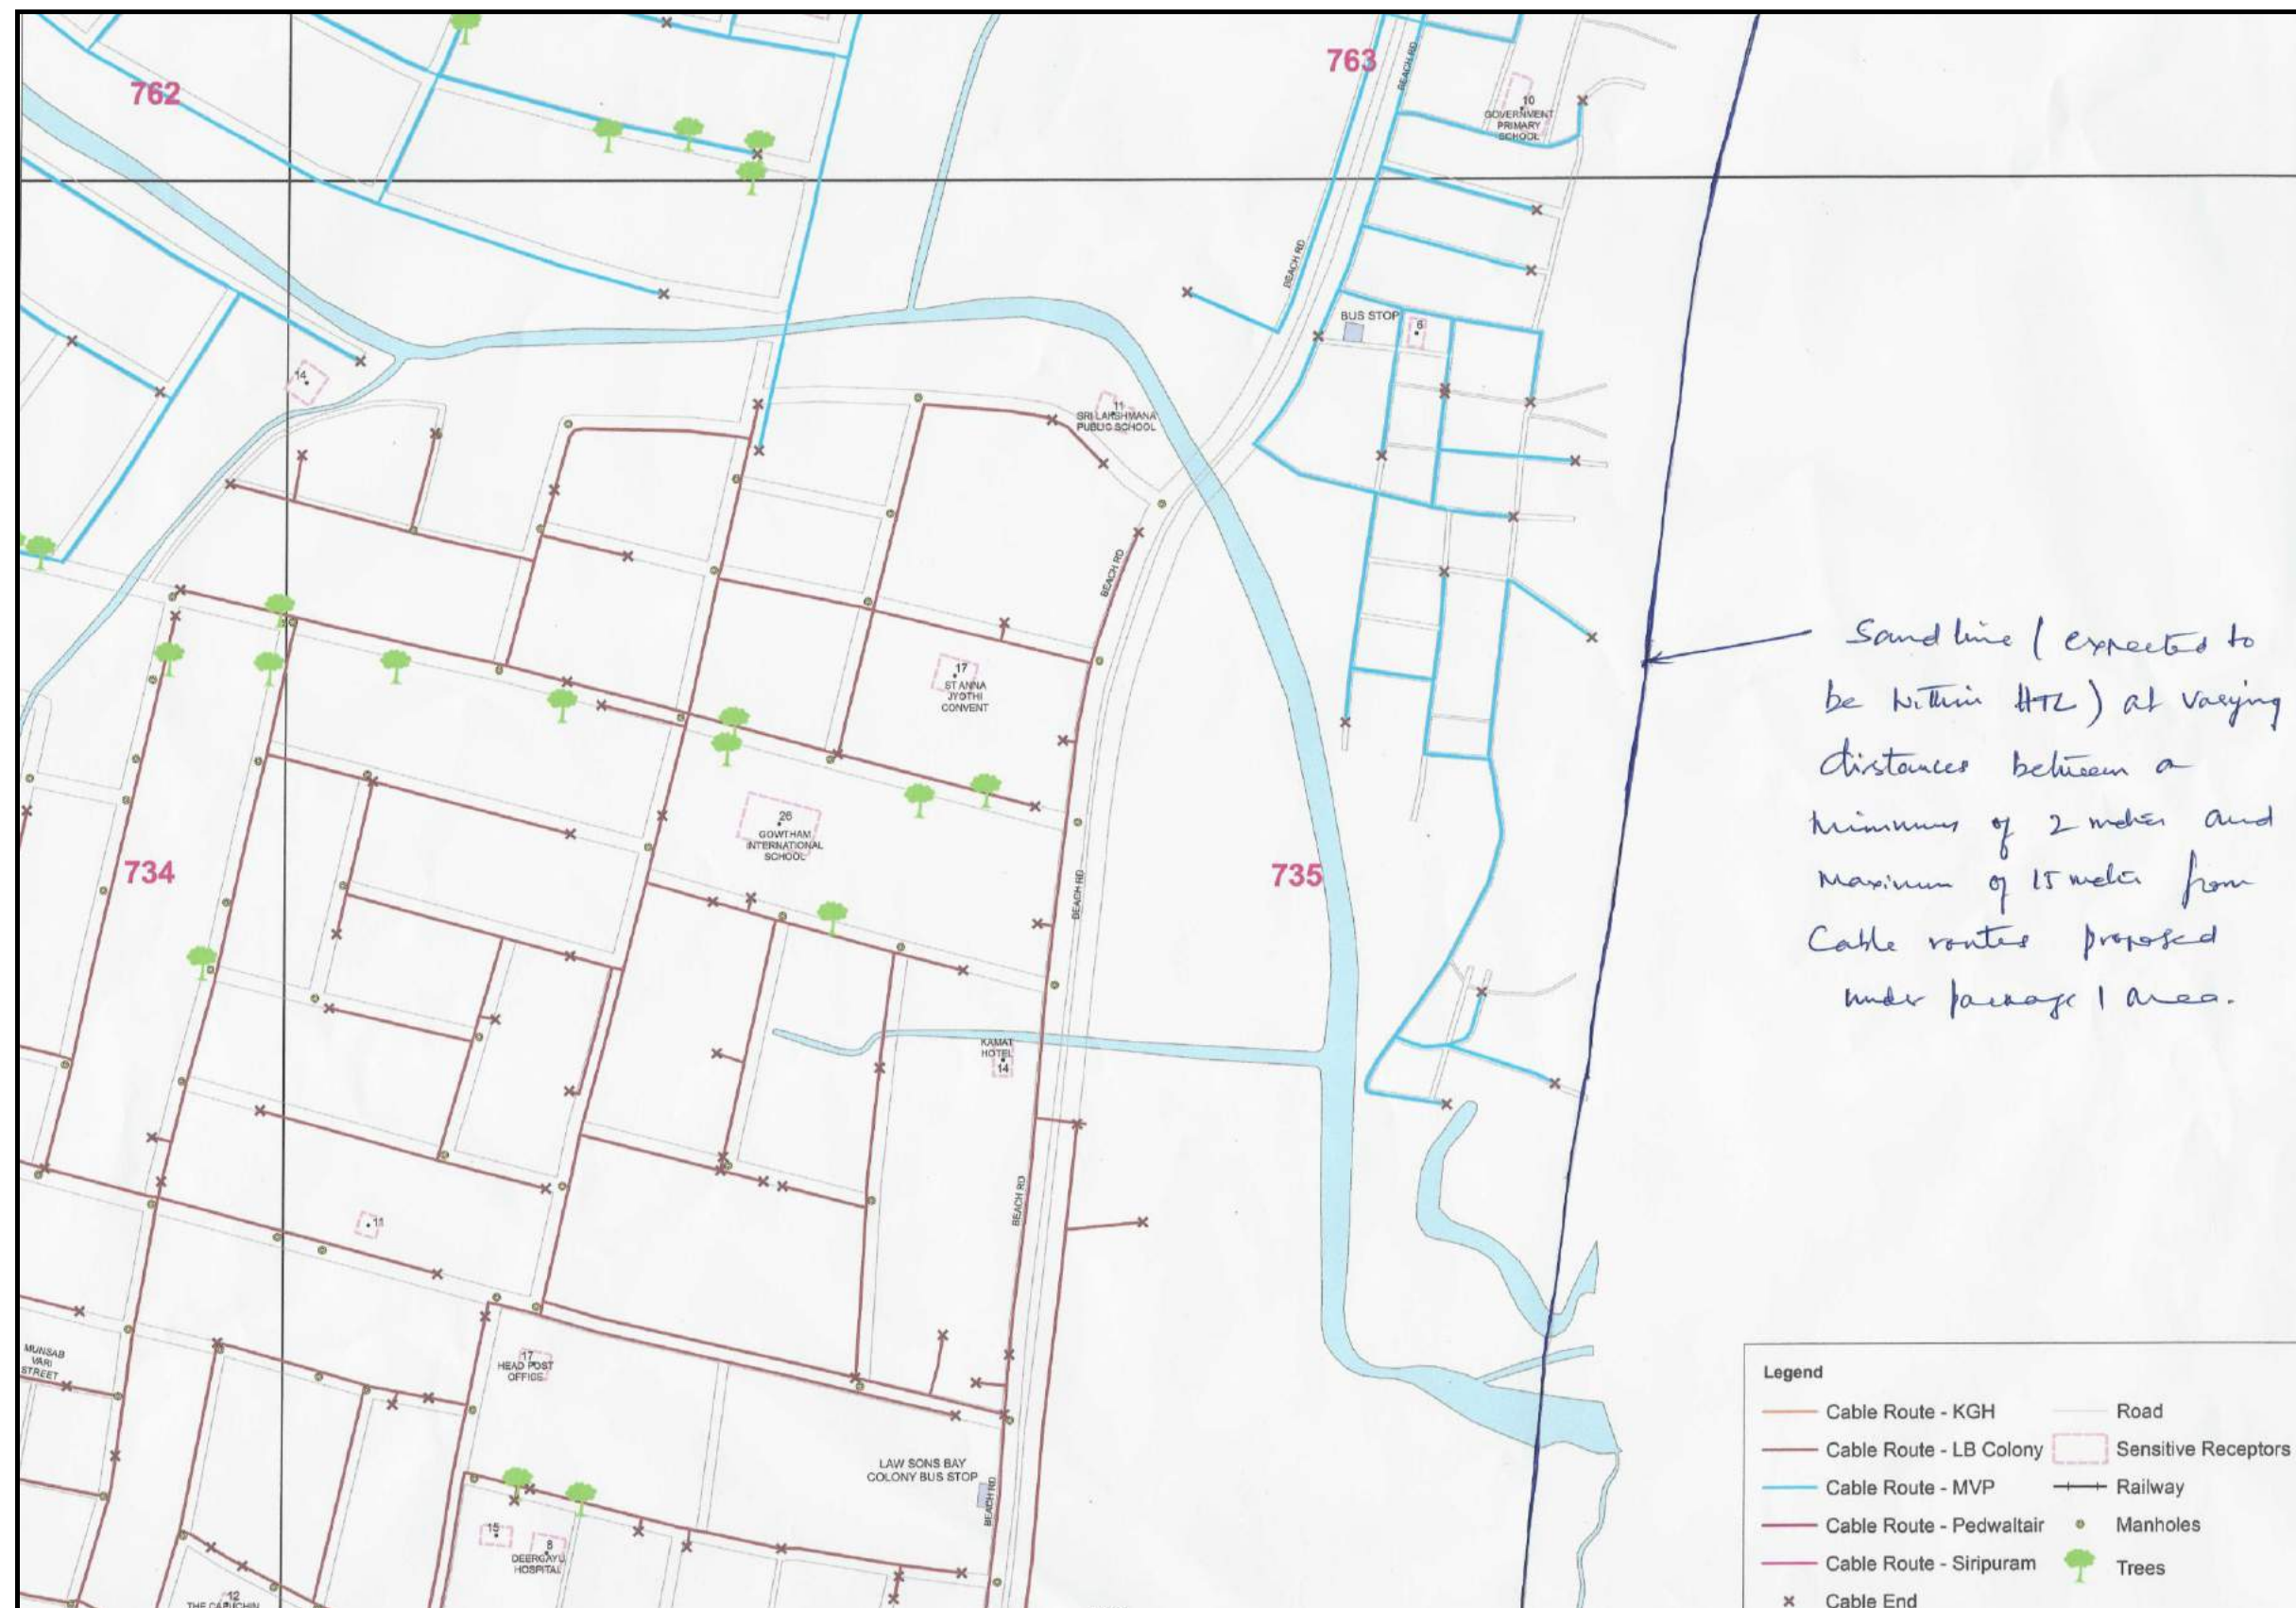 762
763
BEACH RD
10
GOVERNMENT
PRIMARY
SCHOOL
BEACH RD
BUS STOP
6
14
11
SRI LAKSHMANA
PUBLIC SCHOOL
BEACH RD
17
ST ANNA
JYOTHI
CONVENT
Sand line ( expected to
be within HTL ) at varying
distances between a
minimum of 2 meter and
maximum of 15 meter from
Cable routes proposed
under package 1 area.
26
GOWTHAM
INTERNATIONAL
SCHOOL
734
735
BEACH RD
KAMAT
HOTEL
14
BEACH RD
11
MUNSAB
VARI
STREET
17
HEAD POST
OFFICE
LAW SONS BAY
COLONY BUS STOP
BEACH RD
15
8
DEERGAYU
HOSPITAL
12
THE CAPUCHIN
Legend
Cable Route - KGH
Cable Route - LB Colony
Cable Route - MVP
Cable Route - Pedwaltair
Cable Route - Siripuram
Cable End
Road
Sensitive Receptors
Railway
Manholes
Trees